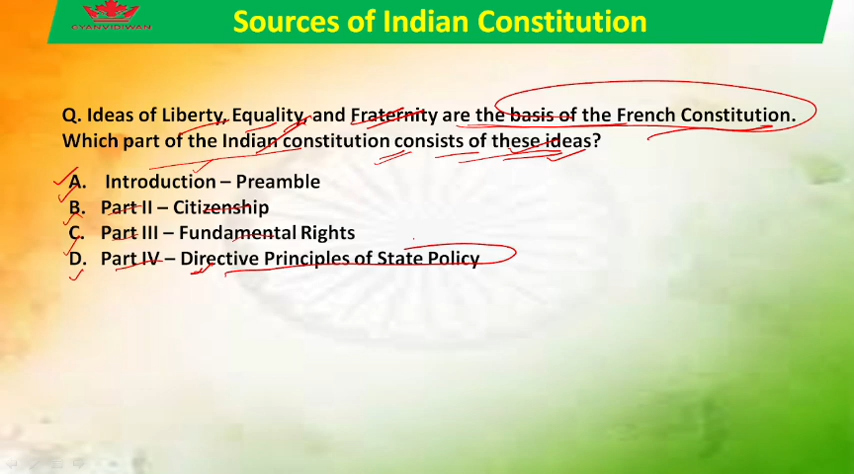 GYANVIDIWAN
Sources of Indian Constitution
Q. Ideas of Liberty, Equality, and Fraternity are the basis of the French Constitution.
Which part of the Indian constitution consists of these ideas?
A. Introduction – Preamble
B. Part II – Citizenship
C. Part III – Fundamental Rights
D. Part IV – Directive Principles of State Policy